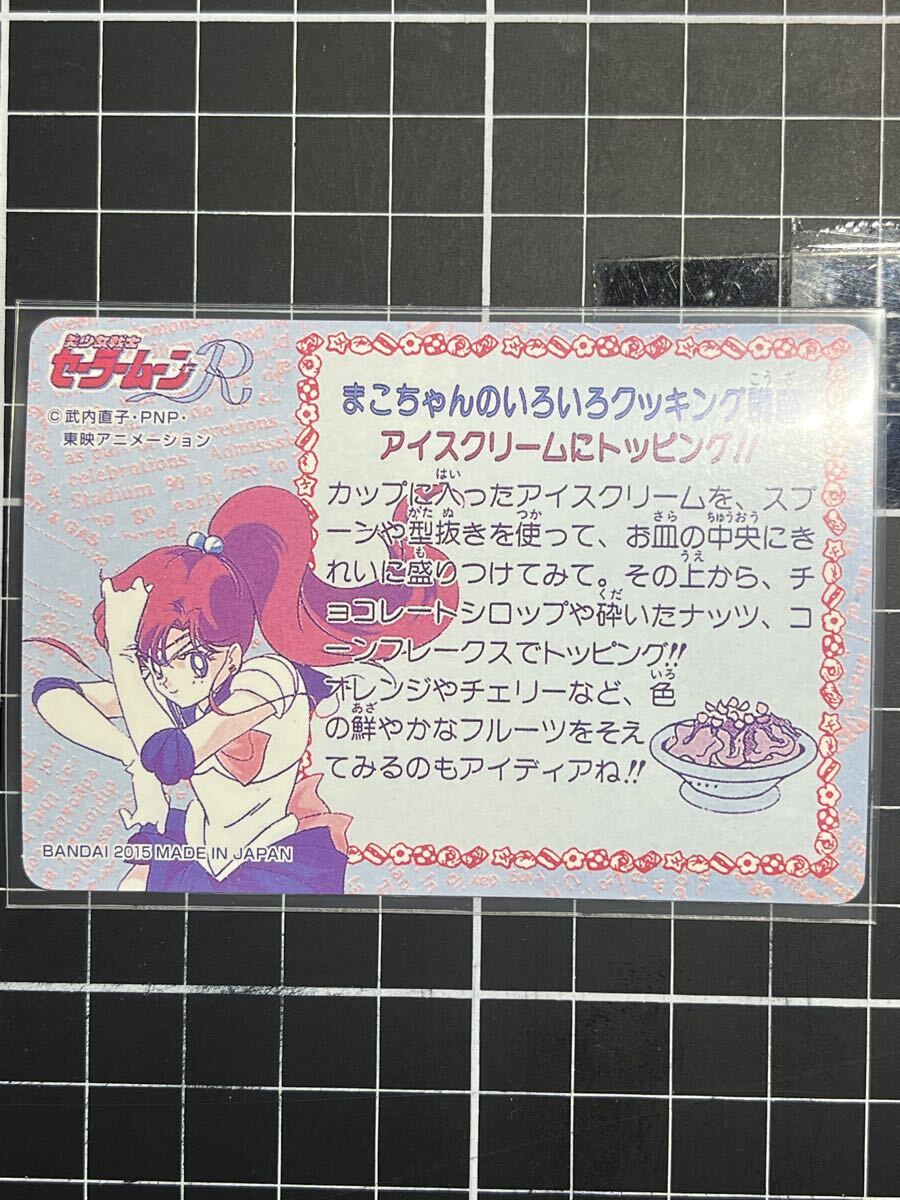 美少女戦士
セーラームーンR
©武内直子・PNP・
東映アニメーション
まこちゃんのいろいろクッキング
アイスクリームにトッピング!!
カップに入ったアイスクリームを、スプ
ーンや型抜きを使って、お皿の中央にき
れいに盛りつけてみて。その上から、チ
ョコレートシロップや砕いたナッツ、コ
ーンフレークスでトッピング!!
オレンジやチェリーなど、色
の鮮やかなフルーツをそえ
てみるのもアイディアね!!
BANDAI 2015 MADE IN JAPAN